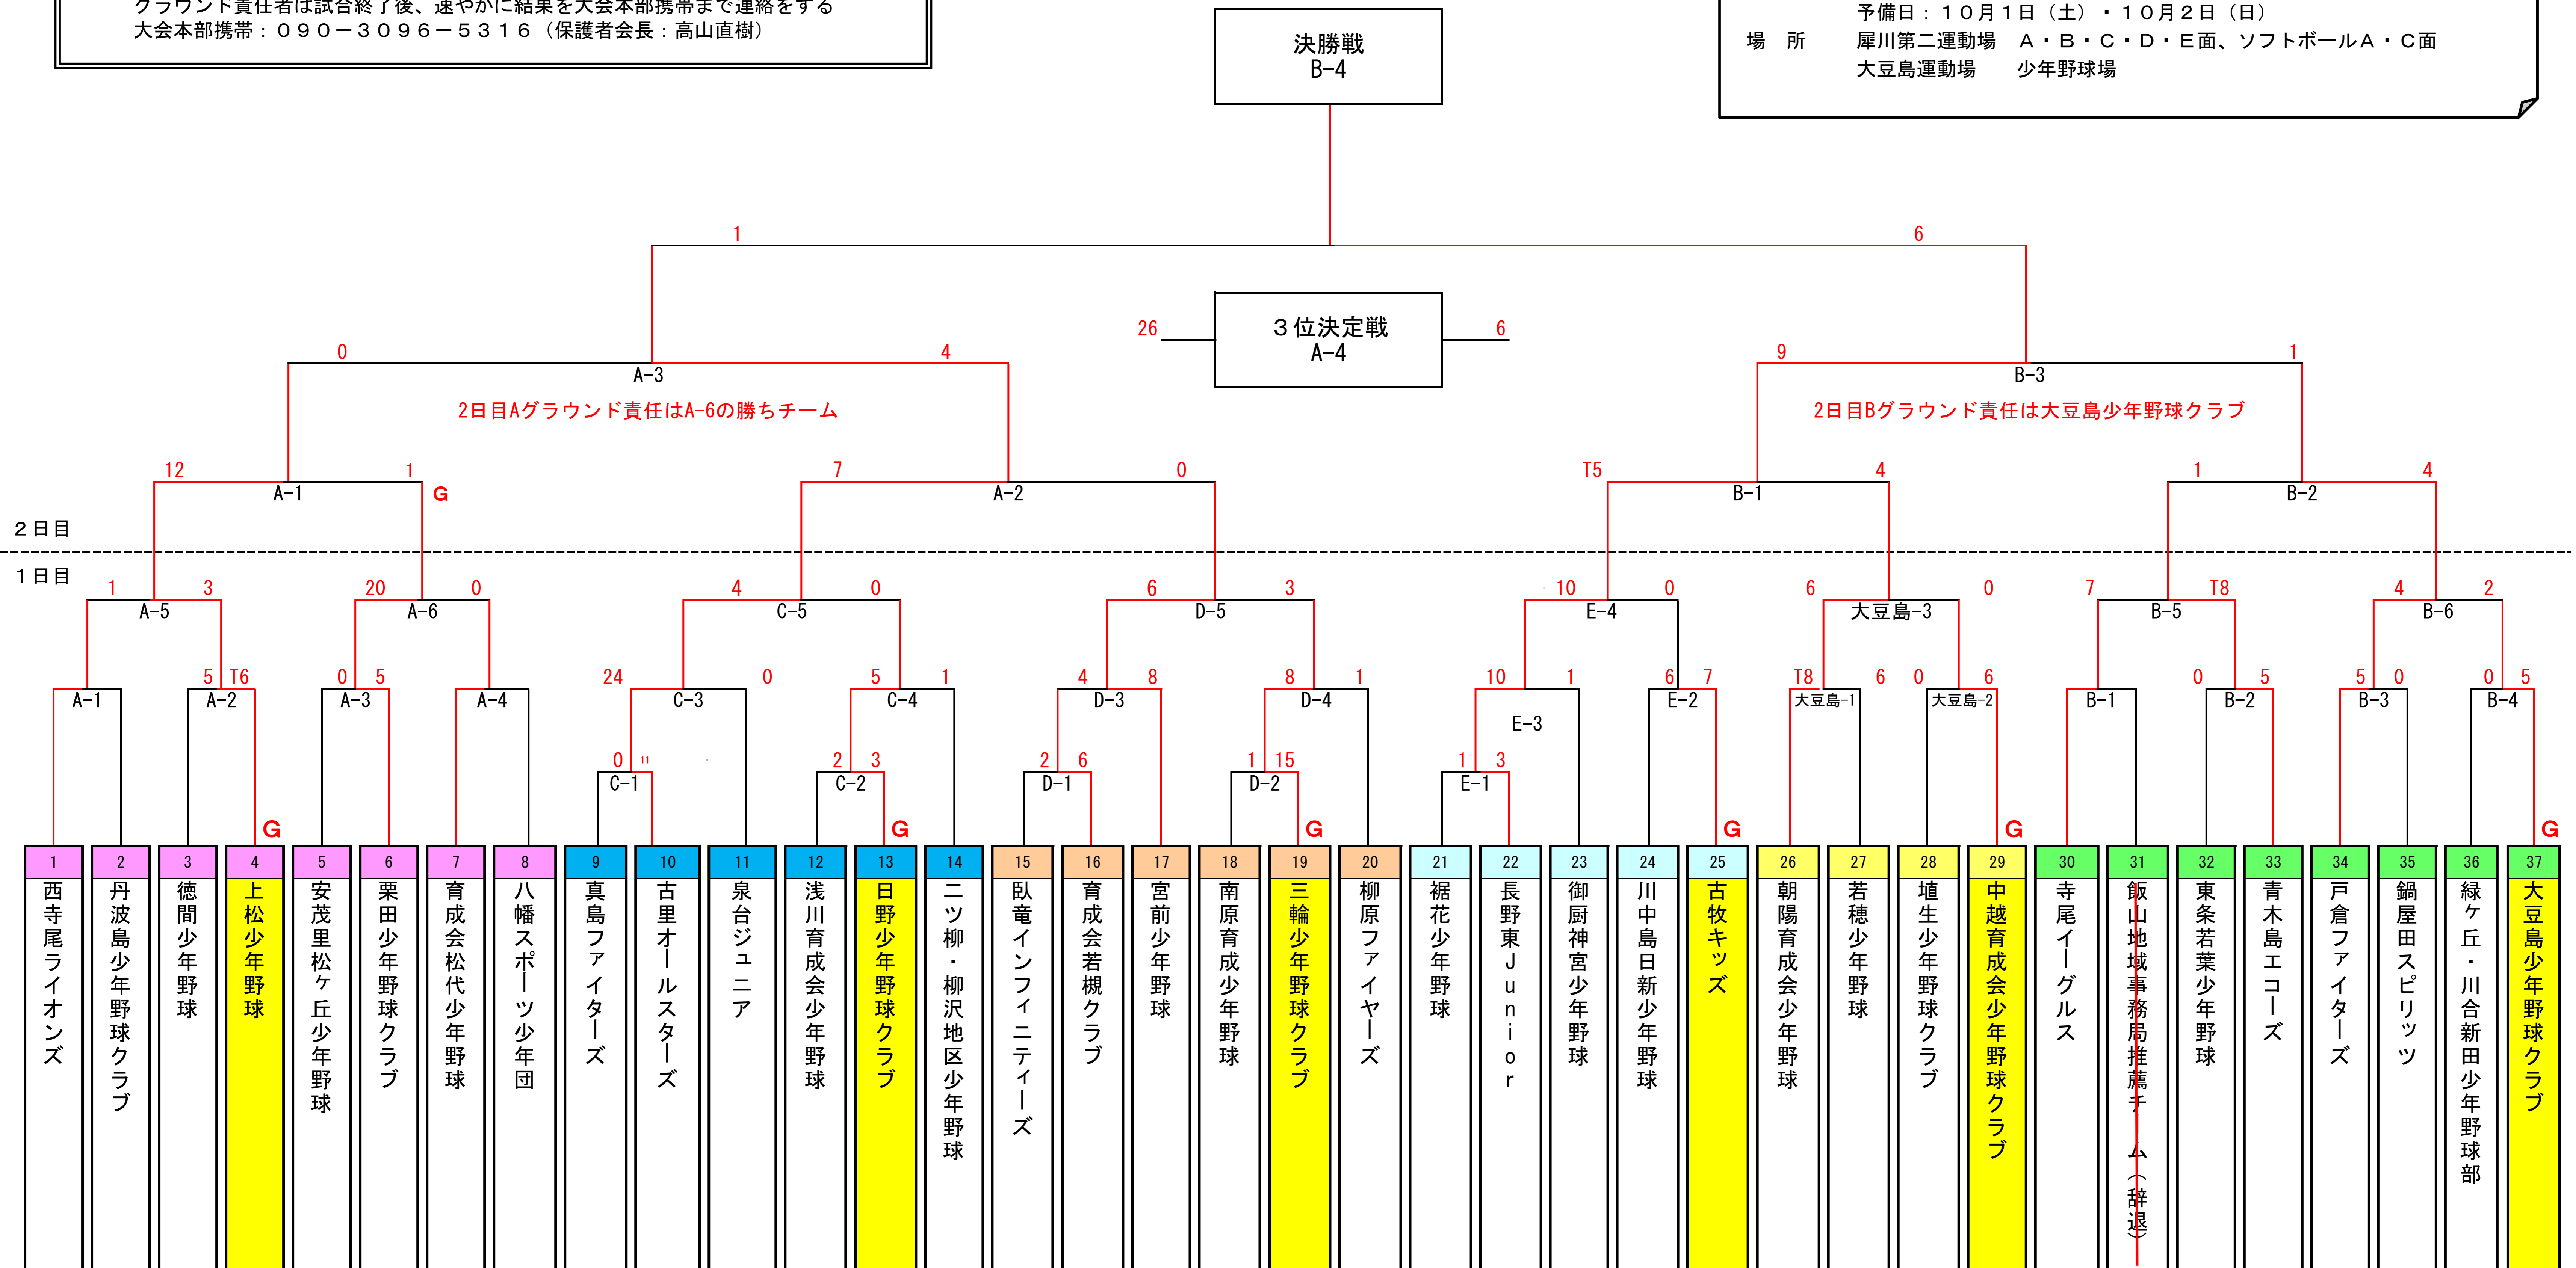 グラウンド責任者は試合終了後、速やかに結果を大会本部携帯まで連絡をする
大会本部携帯：０９０－３０９６－５３１６（保護者会長：高山直樹）
予備日：１０月１日（土）・１０月２日（日）
場　所　犀川第二運動場　Ａ・Ｂ・Ｃ・Ｄ・Ｅ面、ソフトボールＡ・Ｃ面
大豆島運動場　少年野球場
決勝戦
B-4
1 6
３位決定戦
A-4
26 6
0 4 9 1
A-3 B-3
2日目Aグラウンド責任はA-6の勝ちチーム
2日目Bグラウンド責任は大豆島少年野球クラブ
12 1 7 0 T5 4 1 4
A-1 G A-2 B-1 B-2
２日目
１日目
1 3 20 0 4 0 6 3 10 0 6 0 7 T8 4 2
A-5 A-6 C-5 D-5 E-4 大豆島-3 B-5 B-6
5 T6 0 5 24 0 5 1 4 8 8 1 10 1 6 7 T8 6 0 6 0 5 5 0 0 5
A-1 A-2 A-3 A-4 C-3 C-4 D-3 D-4 E-2 大豆島-1 大豆島-2 B-1 B-2 B-3 B-4
E-3
0 11 2 3 2 6 1 15 1 3
C-1 C-2 D-1 D-2 E-1
G G G G G G
1 2 3 4 5 6 7 8 9 10 11 12 13 14 15 16 17 18 19 20 21 22 23 24 25 26 27 28 29 30 31 32 33 34 35 36 37
西寺尾ライオンズ
丹波島少年野球クラブ
徳間少年野球
上松少年野球
安茂里松ヶ丘少年野球
栗田少年野球クラブ
育成会松代少年野球
八幡スポーツ少年団
真島ファイターズ
古里オールスターズ
泉台ジュニア
浅川育成会少年野球
日野少年野球クラブ
二ツ柳・柳沢地区少年野球
臥竜インフィニティーズ
育成会若槻クラブ
宮前少年野球
南原育成少年野球
三輪少年野球クラブ
柳原ファイヤーズ
裾花少年野球
長野東Junior
御厨神宮少年野球
川中島日新少年野球
古牧キッズ
朝陽育成会少年野球
若穂少年野球
埴生少年野球クラブ
中越育成会少年野球クラブ
寺尾イーグルス
飯山地域事務局推薦チーム（辞退）
東条若葉少年野球
青木島エコーズ
戸倉ファイターズ
鍋屋田スピリッツ
緑ヶ丘・川合新田少年野球部
大豆島少年野球クラブ